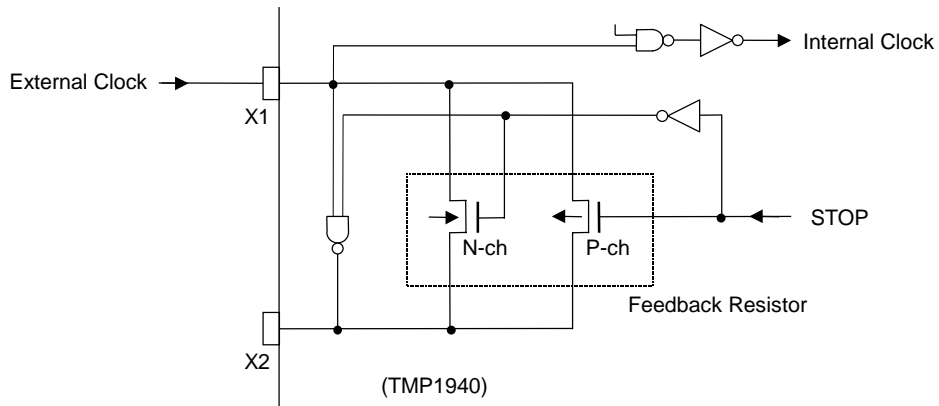 Internal Clock
External Clock
X1
STOP
N-ch
P-ch
Feedback Resistor
X2
(TMP1940)